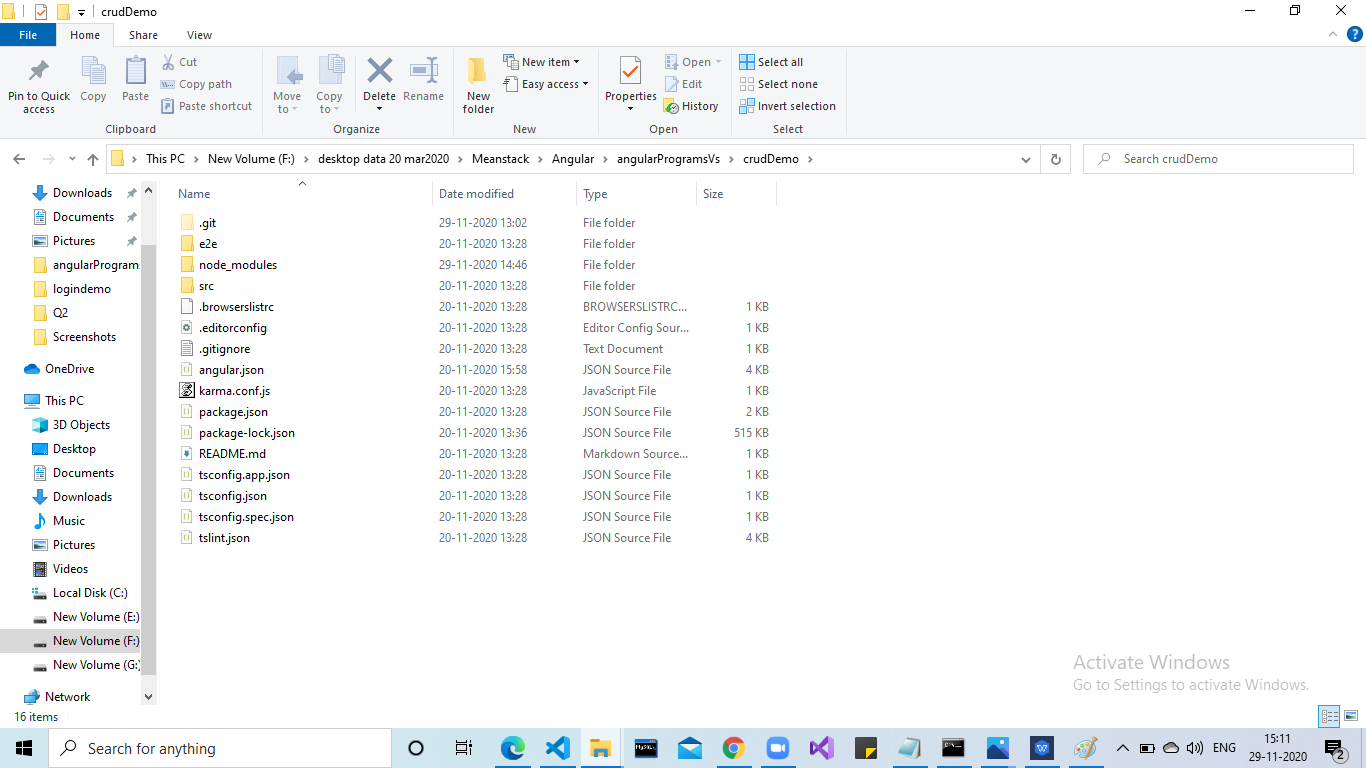 crudDemo
File Home Share View
Pin to Quick access
Copy
Paste
Cut
Copy path
Paste shortcut
Clipboard
Move to
Copy to
Delete
Rename
Organize
New folder
New item
Easy access
New
Properties
Open
Edit
History
Open
Select all
Select none
Invert selection
Select
This PC New Volume (F:) desktop data 20 mar2020 Meanstack Angular angularProgramsVs crudDemo
Search crudDemo
Downloads
Documents
Pictures
angularProgram
logindemo
Q2
Screenshots
OneDrive
This PC
3D Objects
Desktop
Documents
Downloads
Music
Pictures
Videos
Local Disk (C:)
New Volume (E:)
New Volume (F:)
New Volume (G:)
Network
Name Date modified Type Size
.git 29-11-2020 13:02 File folder
e2e 20-11-2020 13:28 File folder
node_modules 29-11-2020 14:46 File folder
src 20-11-2020 13:28 File folder
.browserslistrc 20-11-2020 13:28 BROWSERSLISTRC... 1 KB
.editorconfig 20-11-2020 13:28 Editor Config Sour... 1 KB
.gitignore 20-11-2020 13:28 Text Document 1 KB
angular.json 20-11-2020 15:58 JSON Source File 4 KB
karma.conf.js 20-11-2020 13:28 JavaScript File 1 KB
package.json 20-11-2020 13:28 JSON Source File 2 KB
package-lock.json 20-11-2020 13:36 JSON Source File 515 KB
README.md 20-11-2020 13:28 Markdown Source... 1 KB
tsconfig.app.json 20-11-2020 13:28 JSON Source File 1 KB
tsconfig.json 20-11-2020 13:28 JSON Source File 1 KB
tsconfig.spec.json 20-11-2020 13:28 JSON Source File 1 KB
tslint.json 20-11-2020 13:28 JSON Source File 4 KB
Activate Windows
Go to Settings to activate Windows.
16 items
Search for anything
ENG
15:11
29-11-2020
2